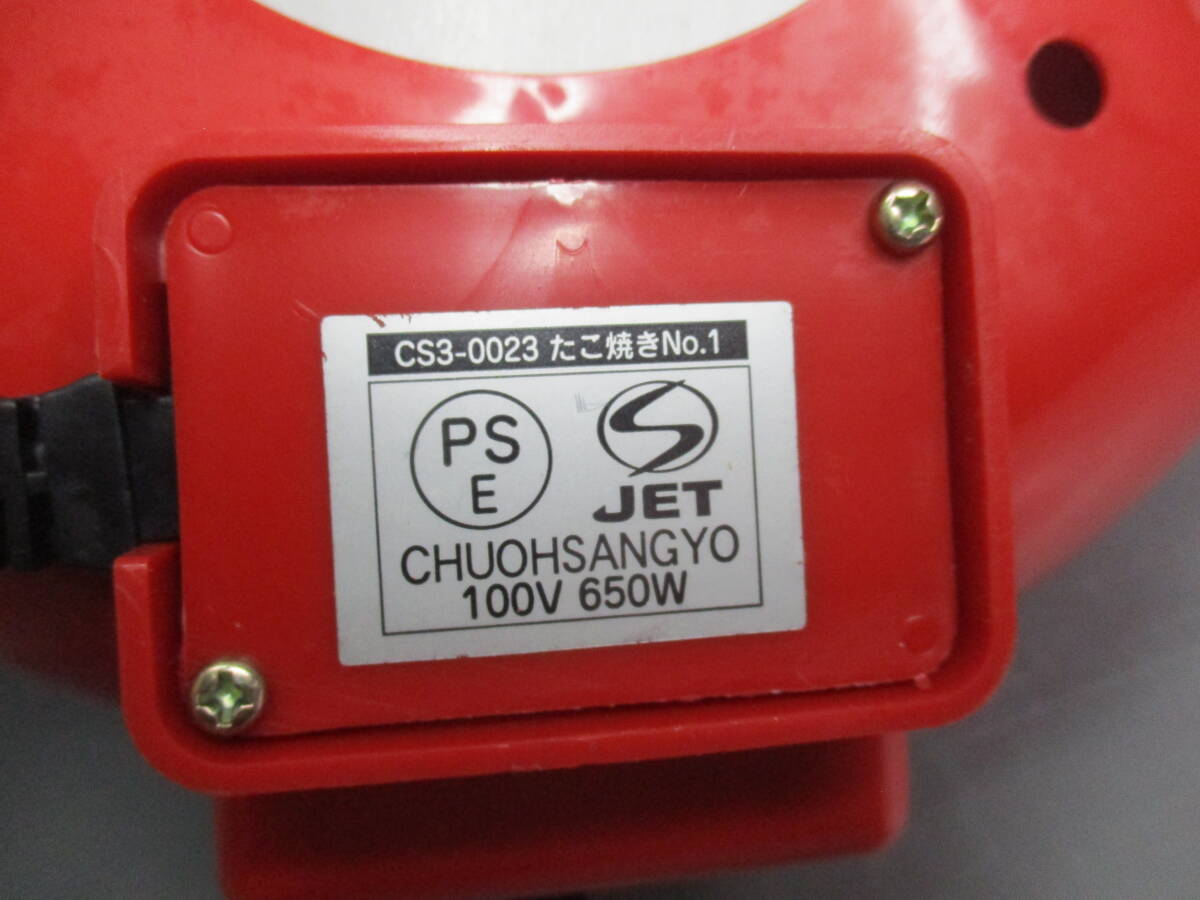 CS3-0023 たこ焼きNo.1
PS
E
S
JET
CHUOHSANGYO
100V 650W